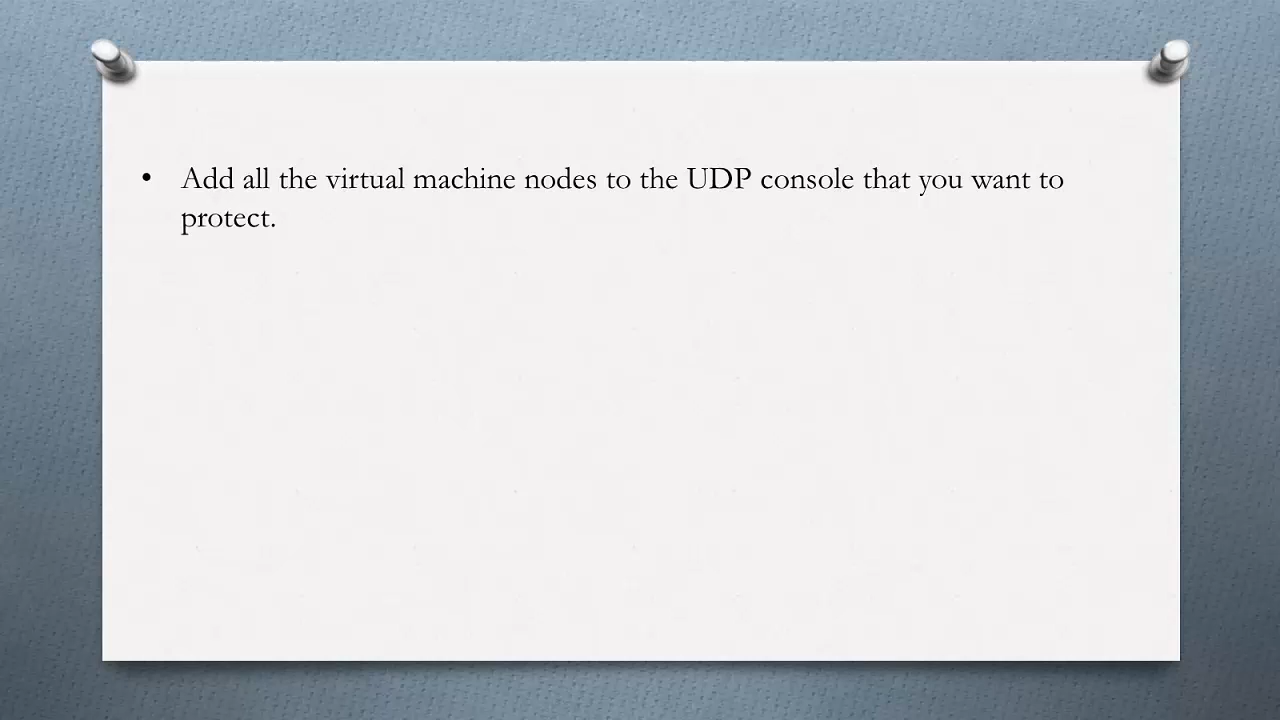 • Add all the virtual machine nodes to the UDP console that you want to
protect.